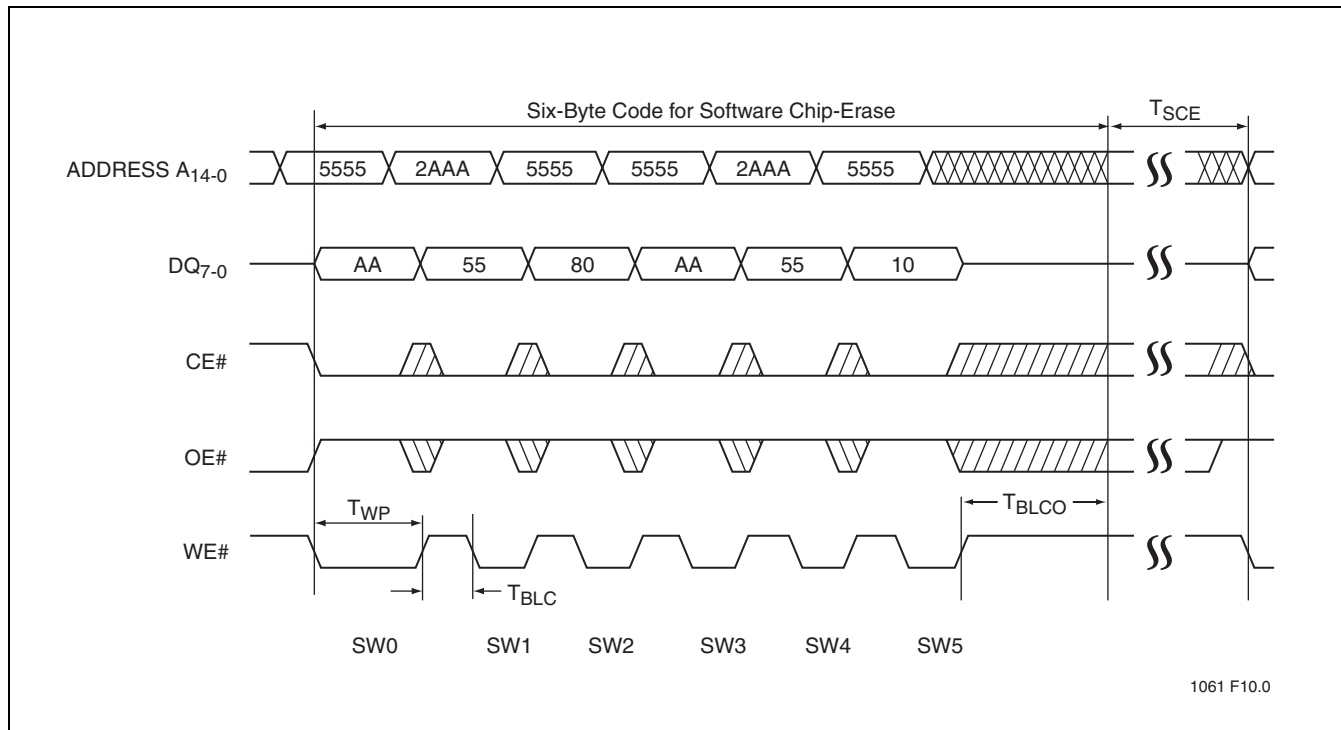 Six-Byte Code for Software Chip-Erase
TSCE
ADDRESS A14-0
5555 2AAA 5555 5555 2AAA 5555
DQ7-0
AA 55 80 AA 55 10
CE#
OE#
TWP
TBLCO
WE#
TBLC
SW0 SW1 SW2 SW3 SW4 SW5
1061 F10.0